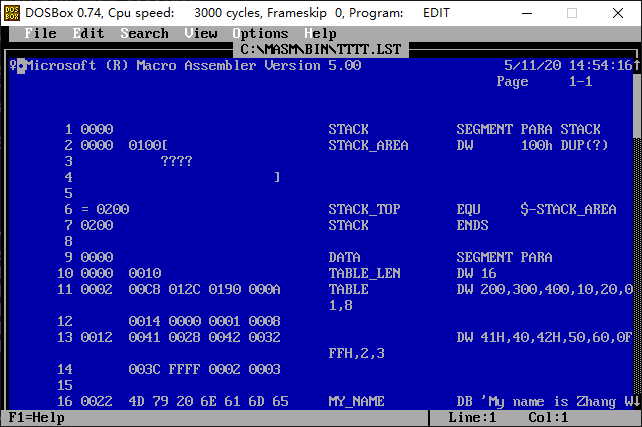 DOSBox 0.74, Cpu speed: 3000 cycles, Frameskip 0, Program: EDIT
File Edit Search View Options Help
C:\MASM\BIN\TTTT.LST
Microsoft (R) Macro Assembler Version 5.00 5/11/20 14:54:16
Page 1-1
1 0000 STACK SEGMENT PARA STACK
2 0000 0100[ STACK_AREA DW 100h DUP(?)
3 ????
4 ]
5
6 = 0200 STACK_TOP EQU $-STACK_AREA
7 0200 STACK ENDS
8
9 0000 DATA SEGMENT PARA
10 0000 0010 TABLE_LEN DW 16
11 0002 00C8 012C 0190 000A TABLE DW 200,300,400,10,20,0
1,8
12 0014 0000 0001 0008
13 0012 0041 0028 0042 0032 DW 41H,40,42H,50,60,0F
FFH,2,3
14 003C FFFF 0002 0003
15
16 0022 4D 79 20 6E 61 6D 65 MY_NAME DB 'My name is Zhang W
F1=Help Line:1 Col:1